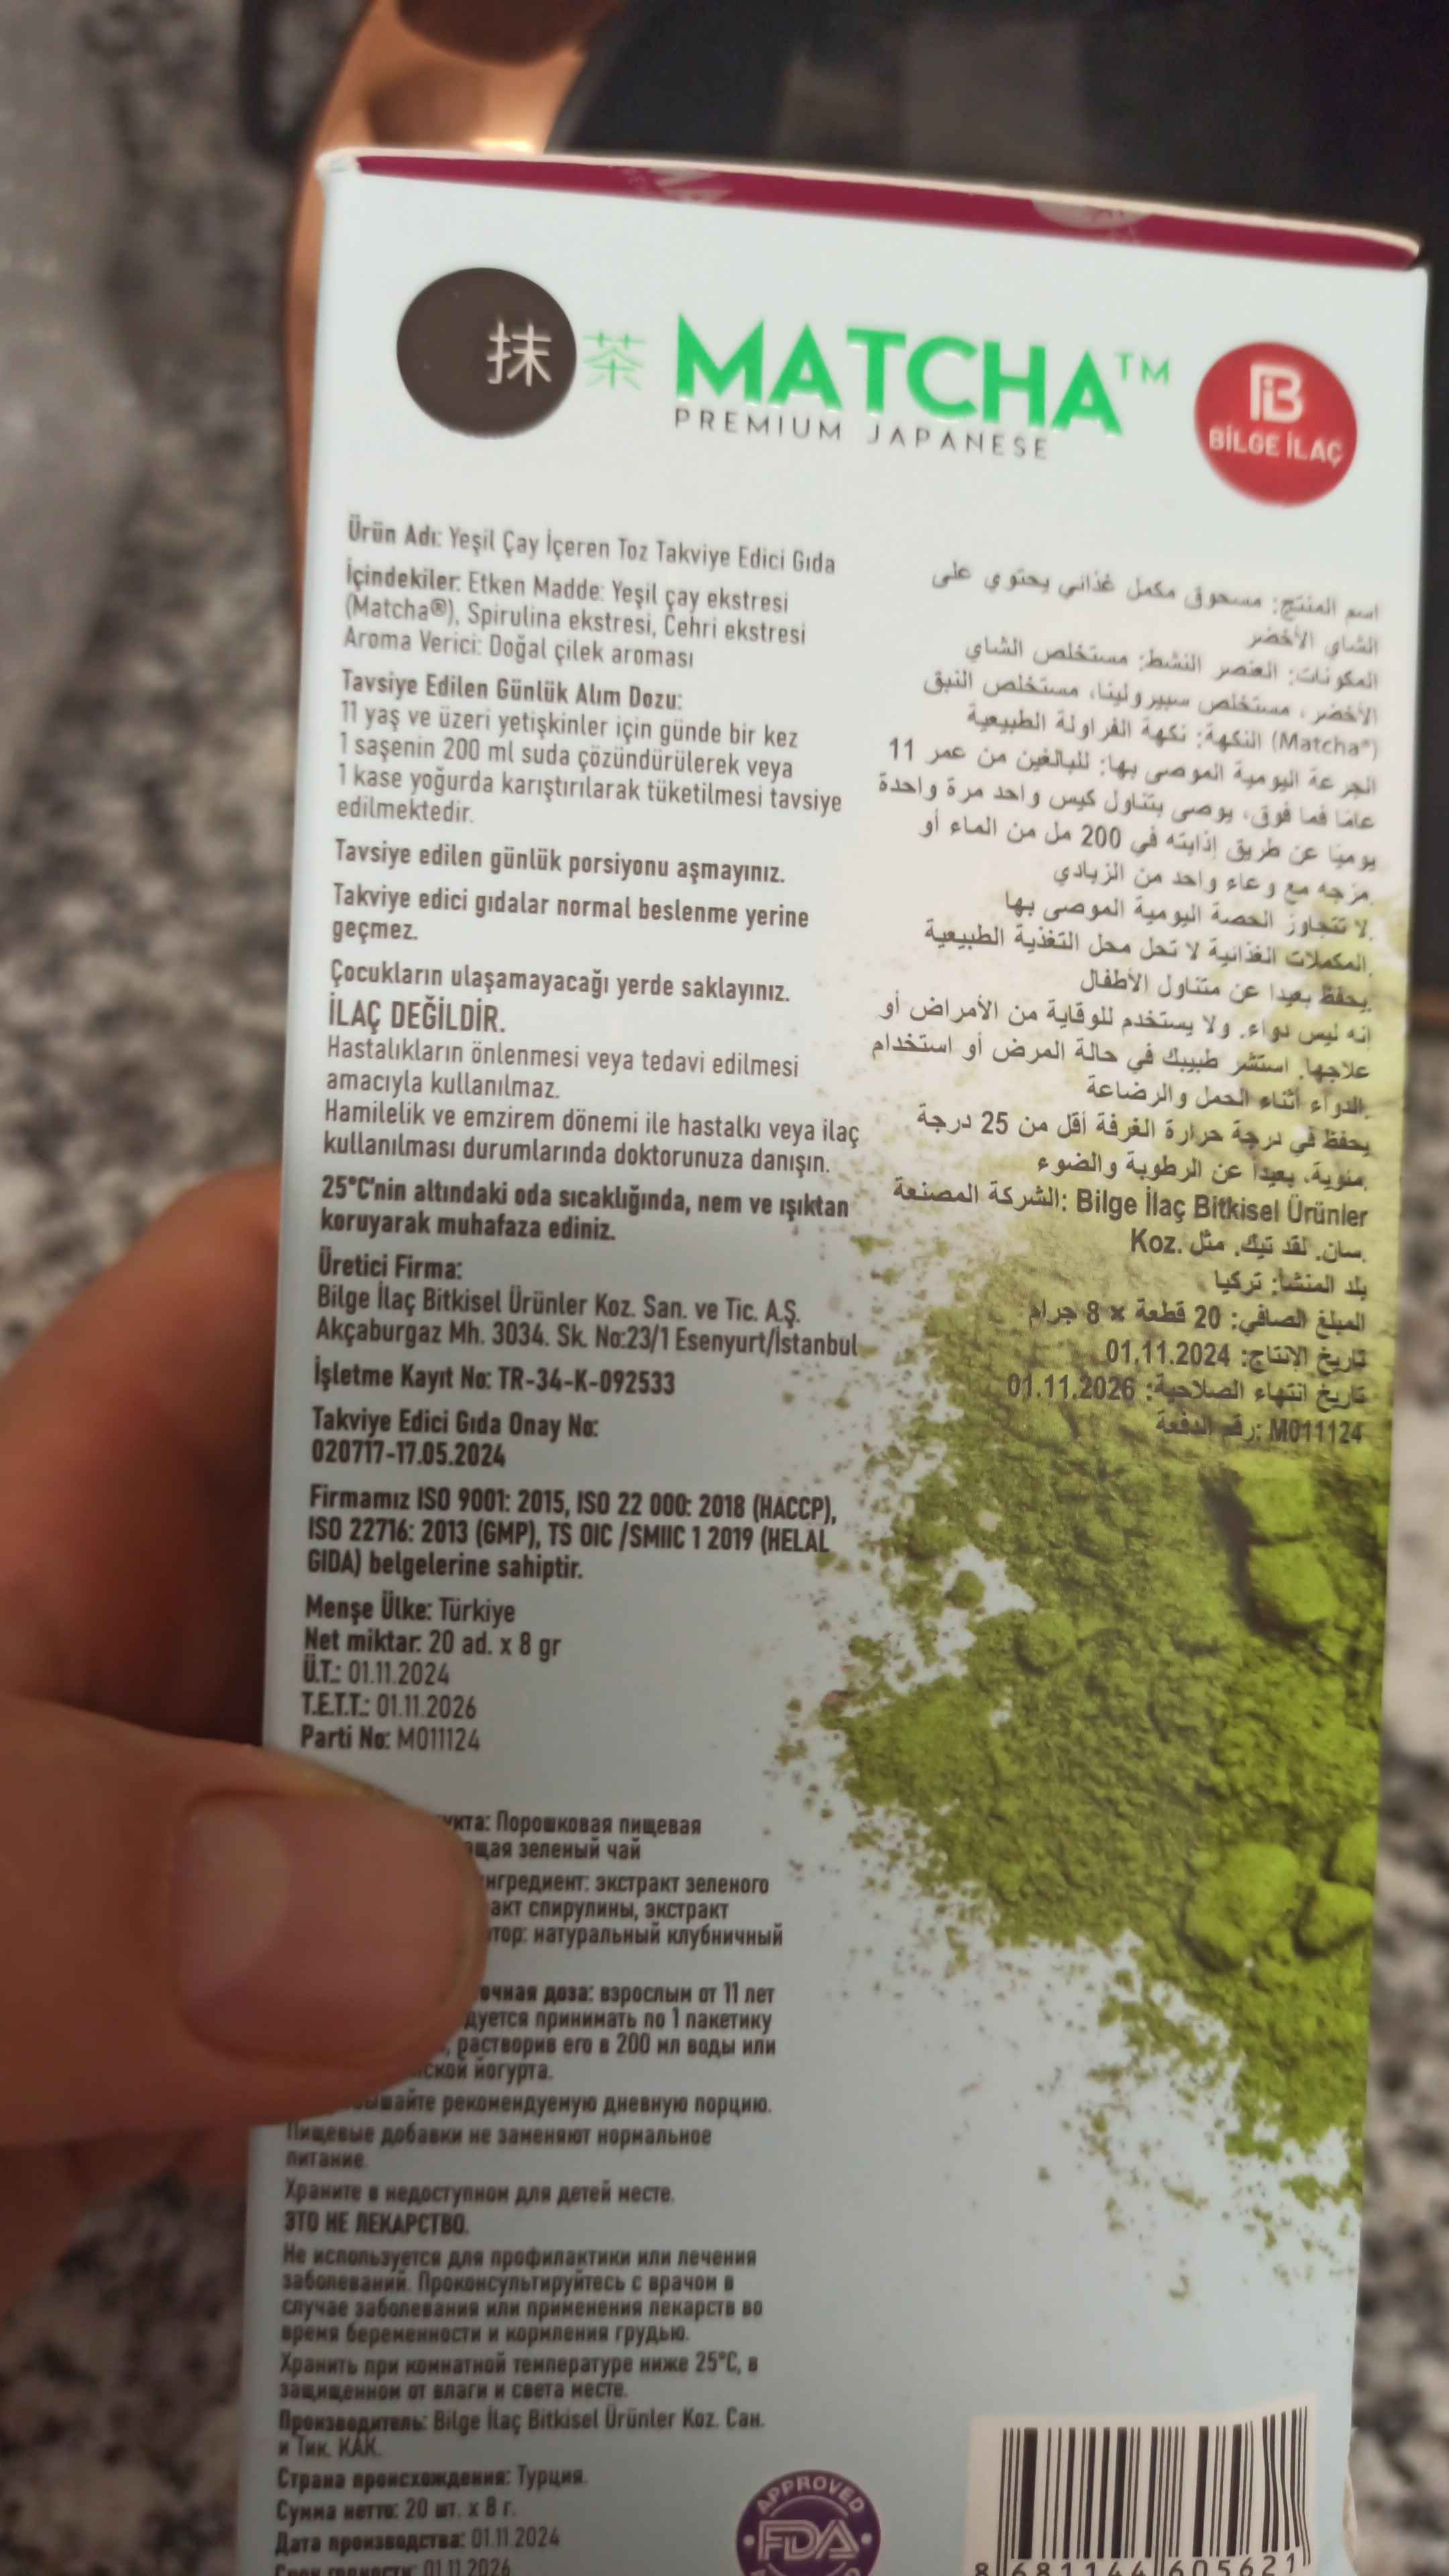 抹茶 MATCHA™
PREMIUM JAPANESE
BİLGE İLAÇ
Ürün Adı: Yeşil Çay İçeren Toz Takviye Edici Gıda
İçindekiler: Etken Madde: Yeşil çay ekstresi
(Matcha®), Spirulina ekstresi, Cehri ekstresi
Aroma Verici: Doğal çilek aroması
Tavsiye Edilen Günlük Alım Dozu:
11 yaş ve üzeri yetişkinler için günde bir kez
1 saşenin 200 ml suda çözündürülerek veya
1 kase yoğurda karıştırılarak tüketilmesi tavsiye
edilmektedir.
Tavsiye edilen günlük porsiyonu aşmayınız.
Takviye edici gıdalar normal beslenme yerine
geçmez.
Çocukların ulaşamayacağı yerde saklayınız.
İLAÇ DEĞİLDİR.
Hastalıkların önlenmesi veya tedavi edilmesi
amacıyla kullanılmaz.
Hamilelik ve emzirem dönemi ile hastalkı veya ilaç
kullanılması durumlarında doktorunuza danışın.
25°C'nin altındaki oda sıcaklığında, nem ve ışıktan
koruyarak muhafaza ediniz.
Üretici Firma:
Bilge İlaç Bitkisel Ürünler Koz. San. ve Tic. A.Ş.
Akçaburgaz Mh. 3034. Sk. No:23/1 Esenyurt/İstanbul
İşletme Kayıt No: TR-34-K-092533
Takviye Edici Gıda Onay No:
020717-17.05.2024
Firmamız ISO 9001: 2015, ISO 22 000: 2018 (HACCP),
ISO 22716: 2013 (GMP), TS OIC /SMIIC 1 2019 (HELAL
GIDA) belgelerine sahiptir.
Menşe Ülke: Türkiye
Net miktar: 20 ad. x 8 gr
Ü.T.: 01.11.2024
T.E.T.T.: 01.11.2026
Parti No: M011124
اسم المنتج: مسحوق مكمل غذائي يحتوي على
الشاي الأخضر
المكونات: العنصر النشط: مستخلص الشاي
الأخضر، مستخلص سبيرولينا، مستخلص النبق
(Matcha®) النكهة: نكهة الفراولة الطبيعية
الجرعة اليومية الموصى بها: للبالغين من عمر 11
عامًا فما فوق، يوصى بتناول كيس واحد مرة واحدة
يوميًا عن طريق إذابته في 200 مل من الماء أو
مزجه مع وعاء واحد من الزبادي.
لا تتجاوز الحصة اليومية الموصى بها.
المكملات الغذائية لا تحل محل التغذية الطبيعية.
يحفظ بعيدا عن متناول الأطفال.
إنه ليس دواء. ولا يستخدم للوقاية من الأمراض أو
علاجها. استشر طبيبك في حالة المرض أو استخدام
الدواء أثناء الحمل والرضاعة.
يحفظ في درجة حرارة الغرفة أقل من 25 درجة
مئوية، بعيداً عن الرطوبة والضوء.
الشركة المصنعة: Bilge İlaç Bitkisel Ürünler
Koz. سان. لقد تيك. مثل.
بلد المنشأ: تركيا
المبلغ الصافي: 20 قطعة × 8 جرام
تاريخ الانتاج: 01.11.2024
تاريخ انتهاء الصلاحية: 01.11.2026
رقم الدفعة: M011124
Порошковая пищевая
зеленый чай
экстракт зеленого
спирулины, экстракт
натуральный клубничный
доза: взрослым от 11 лет
принимать по 1 пакетику
растворив его в 200 мл воды или
йогурта.
рекомендуемую дневную порцию.
Пищевые добавки не заменяют нормальное
питание.
Храните в недоступном для детей месте.
ЭТО НЕ ЛЕКАРСТВО.
Не используется для профилактики или лечения
заболеваний. Проконсультируйтесь с врачом в
случае заболевания или применения лекарств во
время беременности и кормления грудью.
Хранить при комнатной температуре ниже 25°C, в
защищенном от влаги и света месте.
Производитель: Bilge İlaç Bitkisel Ürünler Koz. Сан.
и Тик. КАК.
Страна происхождения: Турция.
Сумма нетто: 20 шт. x 8 г.
Дата производства: 01.11.2024
Срок годности: 01.11.2026
APPROVED
FDA
8 681144 605621